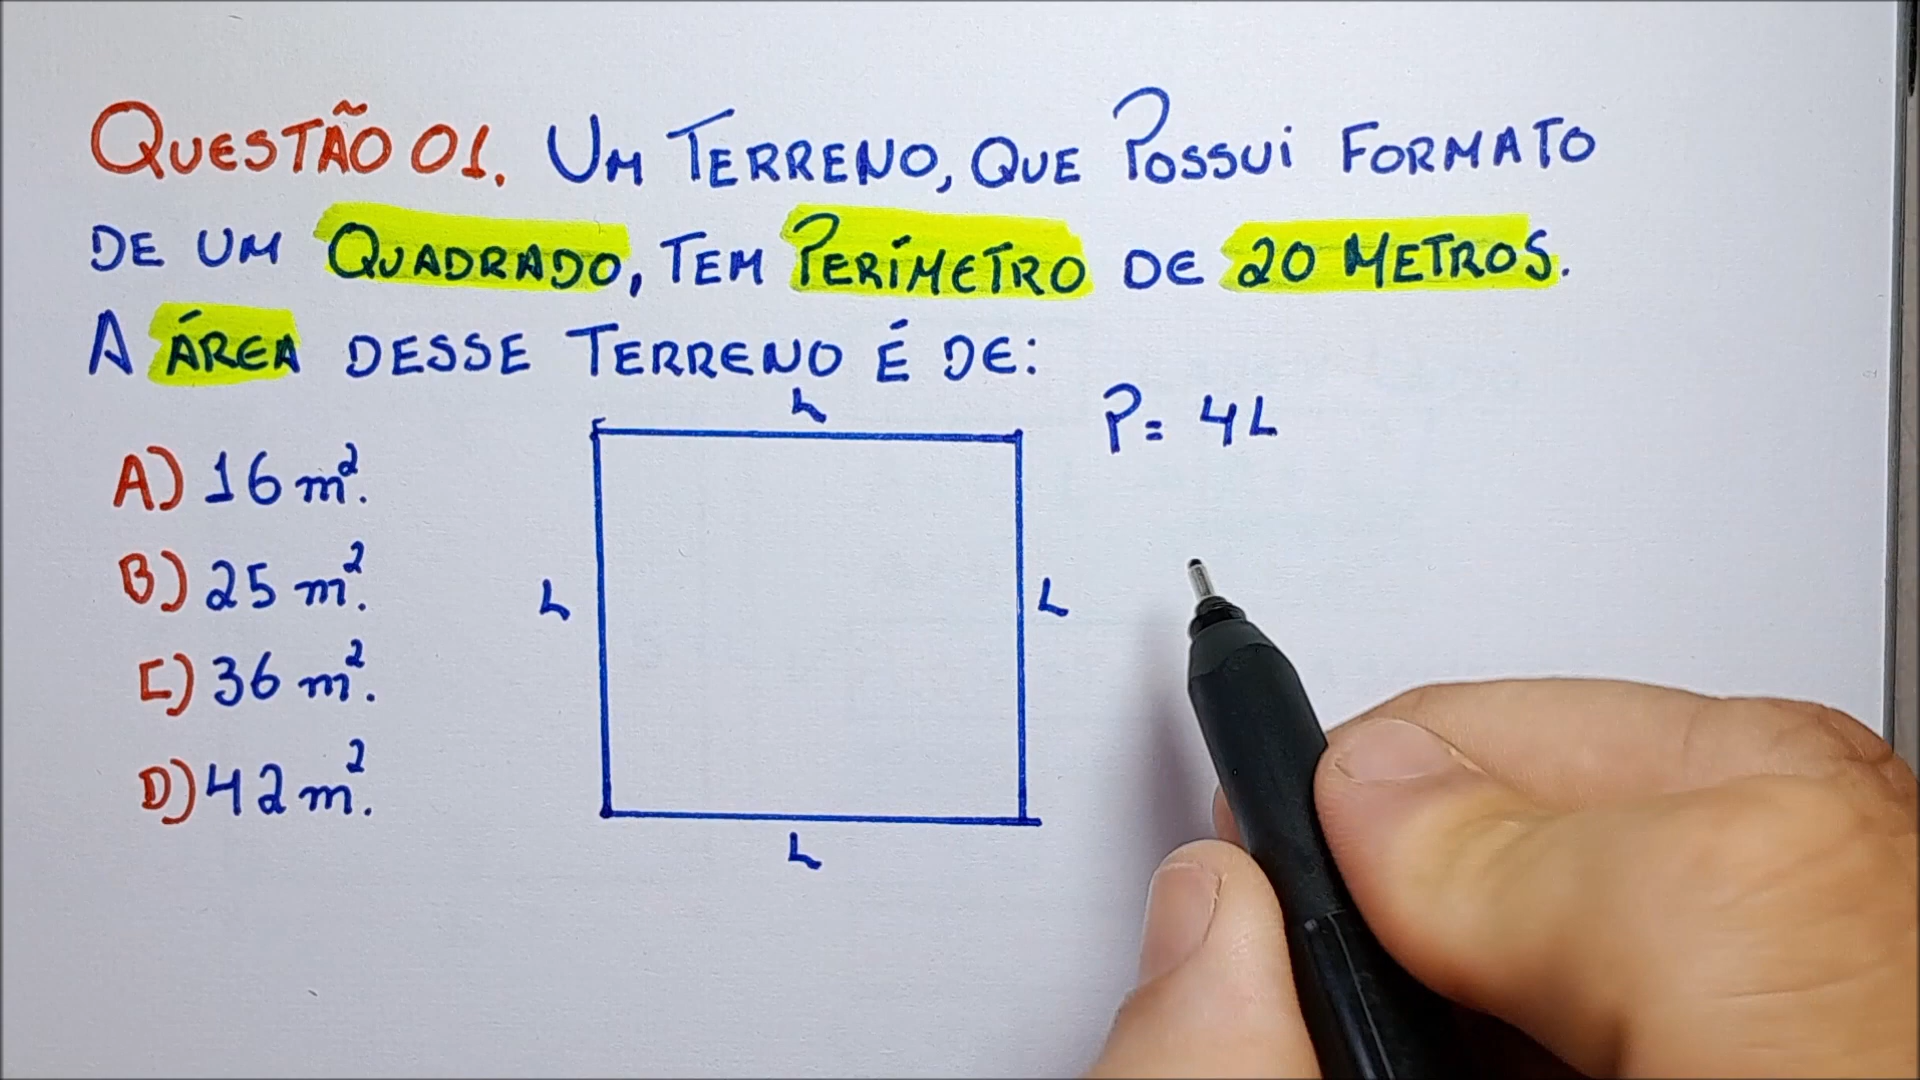 QUESTÃO 01. UM TERRENO, QUE POSSUI FORMATO
DE UM QUADRADO, TEM PERÍMETRO DE 20 METROS.
A ÁREA DESSE TERRENO É DE:
A) 16 m².
B) 25 m².
C) 36 m².
D) 42 m².
L
L
L
L
P = 4L